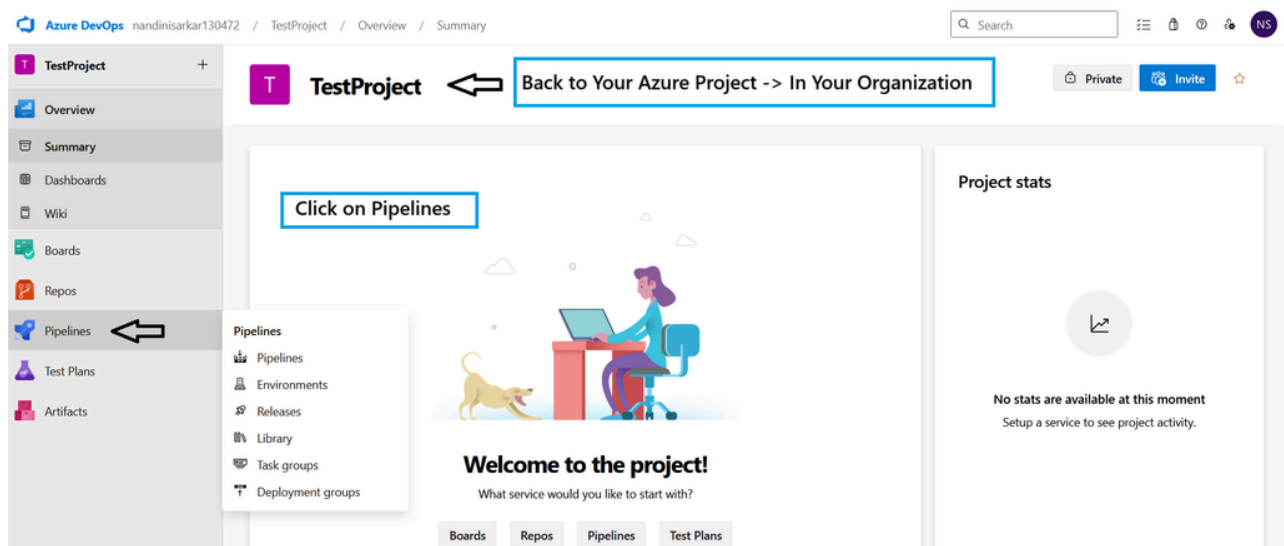 Azure DevOps nandinisarkar130472 / TestProject / Overview / Summary
Search
NS
T TestProject +
Overview
Summary
Dashboards
Wiki
Boards
Repos
Pipelines
Test Plans
Artifacts
T TestProject
Back to Your Azure Project -> In Your Organization
Private
Invite
Click on Pipelines
Pipelines
Pipelines
Environments
Releases
Library
Task groups
Deployment groups
Welcome to the project!
What service would you like to start with?
Boards Repos Pipelines Test Plans
Project stats
No stats are available at this moment
Setup a service to see project activity.